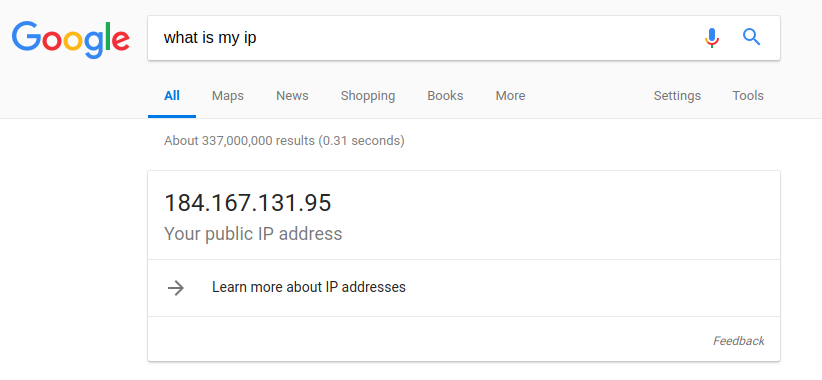 Google what is my ip
All Maps News Shopping Books More Settings Tools
About 337,000,000 results (0.31 seconds)
184.167.131.95
Your public IP address
Learn more about IP addresses
Feedback